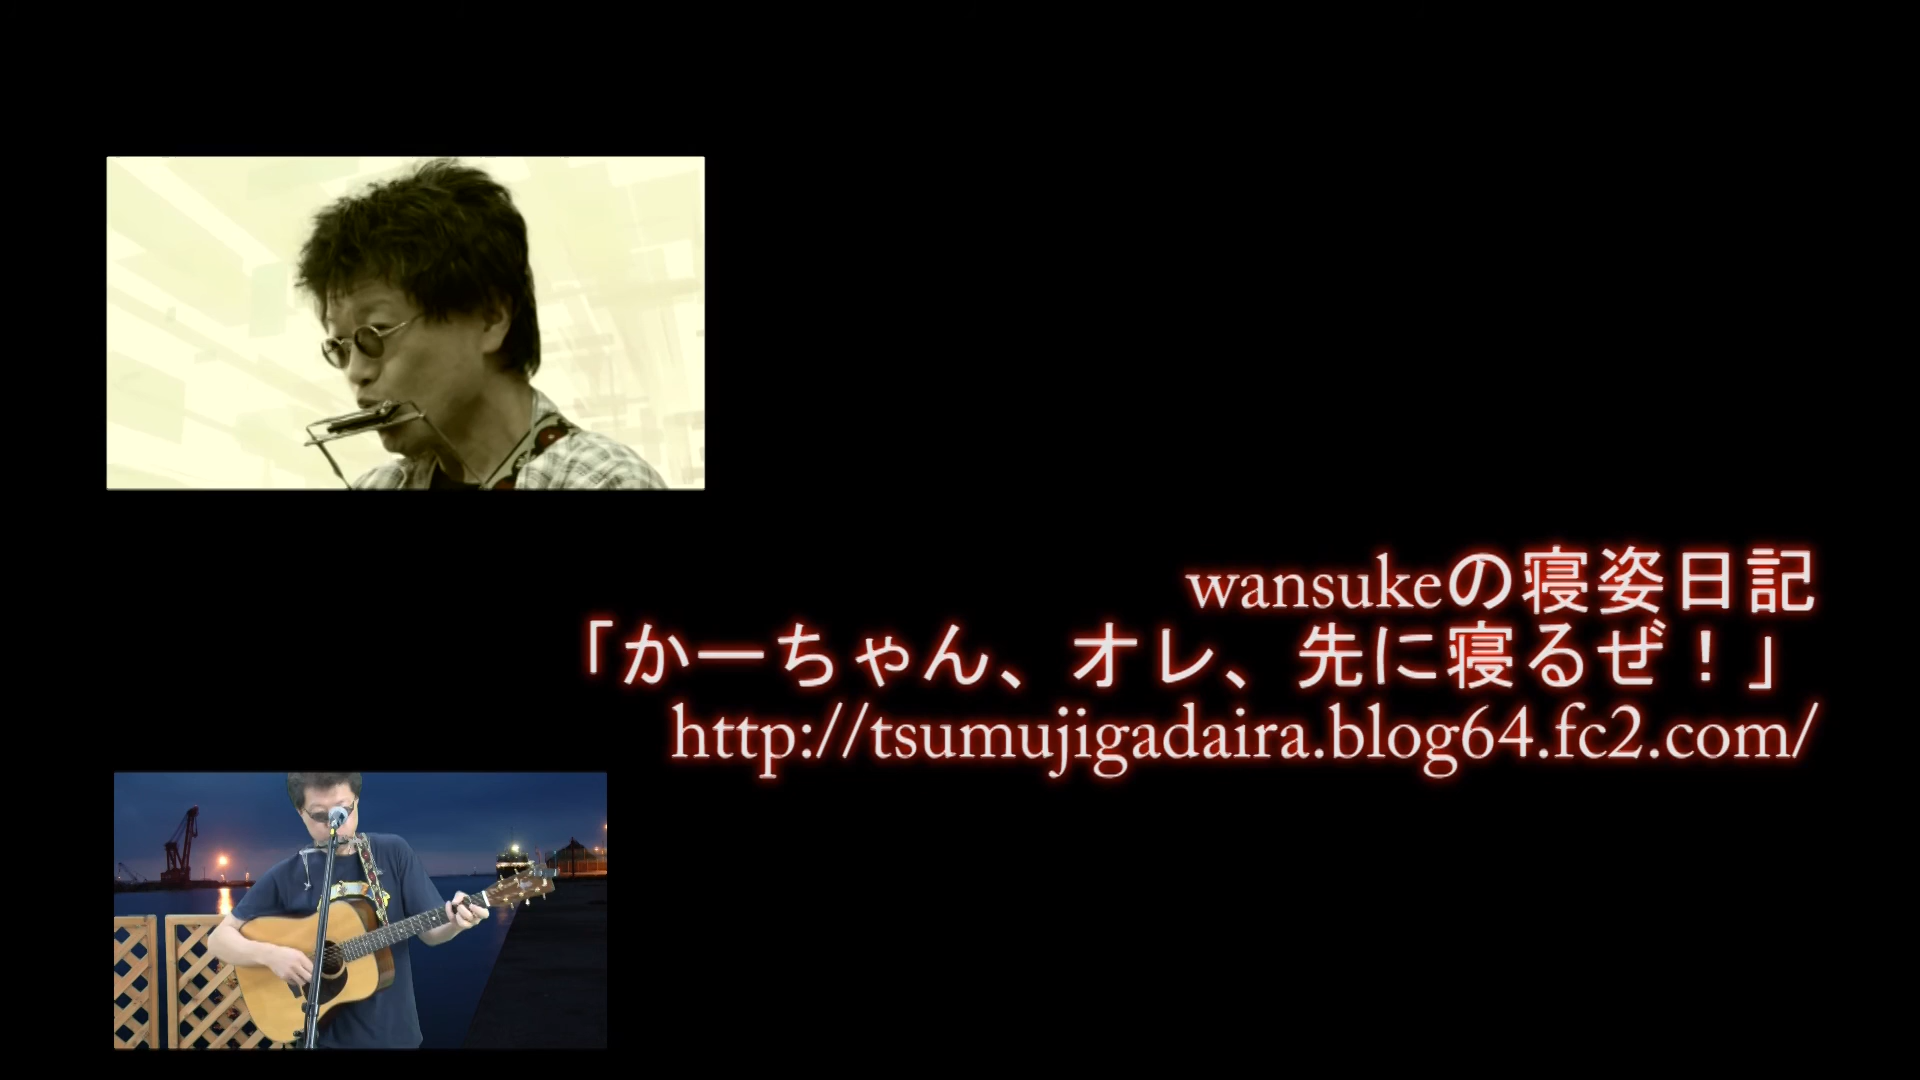 wansukeの寝姿日記
「かーちゃん、オレ、先に寝るぜ！」
http://tsumujigadaira.blog64.fc2.com/